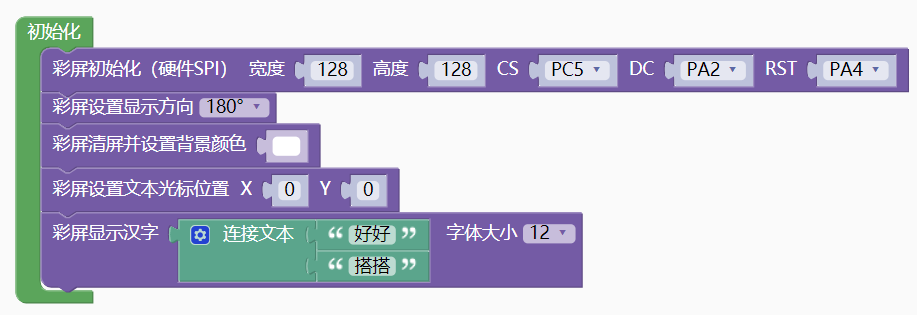 初始化
彩屏初始化（硬件SPI） 宽度 128 高度 128 CS PC5 DC PA2 RST PA4
彩屏设置显示方向 180°
彩屏清屏并设置背景颜色
彩屏设置文本光标位置 X 0 Y 0
彩屏显示汉字 连接文本 “ 好好 ” 字体大小 12
“ 搭搭 ”